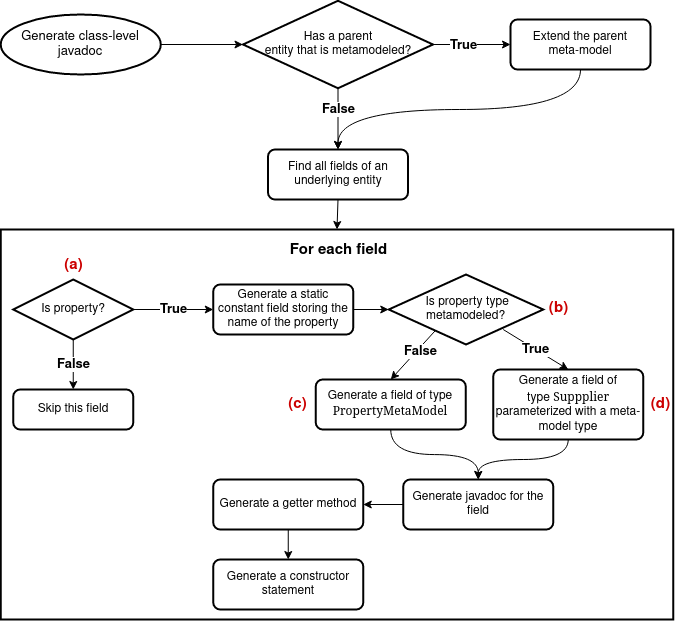 Generate class-level
javadoc
Has a parent
entity that is metamodeled?
True
Extend the parent
meta-model
False
Find all fields of an
underlying entity
For each field
(a)
Is property?
True
Generate a static
constant field storing the
name of the property
Is property type
metamodeled?
(b)
False
True
False
Skip this field
(c)
Generate a field of type
PropertyMetaModel
Generate a field of
type Suppplier
parameterized with a meta-
model type
(d)
Generate a getter method
Generate javadoc for the
field
Generate a constructor
statement